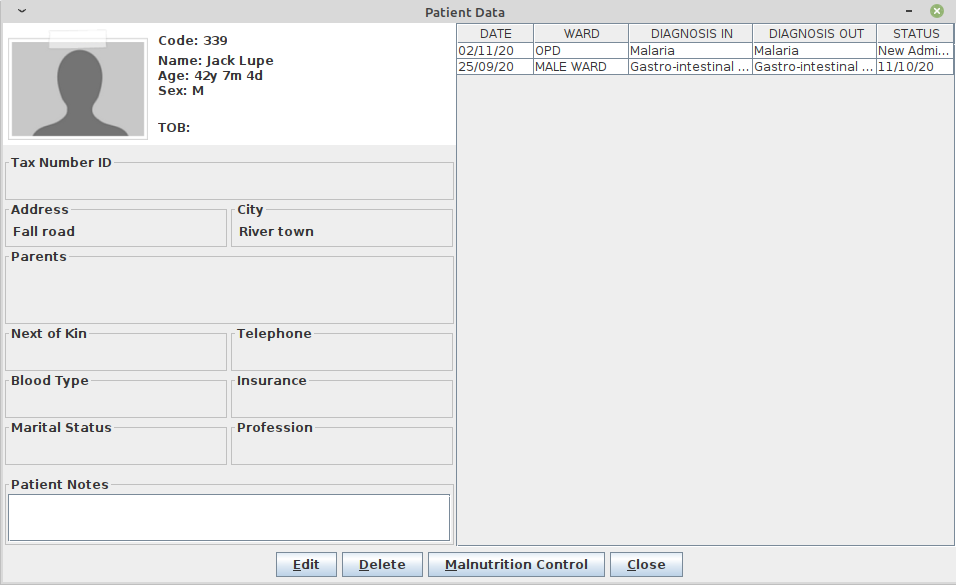 Patient Data
Code: 339
Name: Jack Lupe
Age: 42y 7m 4d
Sex: M
TOB:
Tax Number ID
Address City
Fall road River town
Parents
Next of Kin Telephone
Blood Type Insurance
Marital Status Profession
Patient Notes
DATE WARD DIAGNOSIS IN DIAGNOSIS OUT STATUS
02/11/20 OPD Malaria Malaria New Admi...
25/09/20 MALE WARD Gastro-intestinal ... Gastro-intestinal ... 11/10/20
Edit Delete Malnutrition Control Close